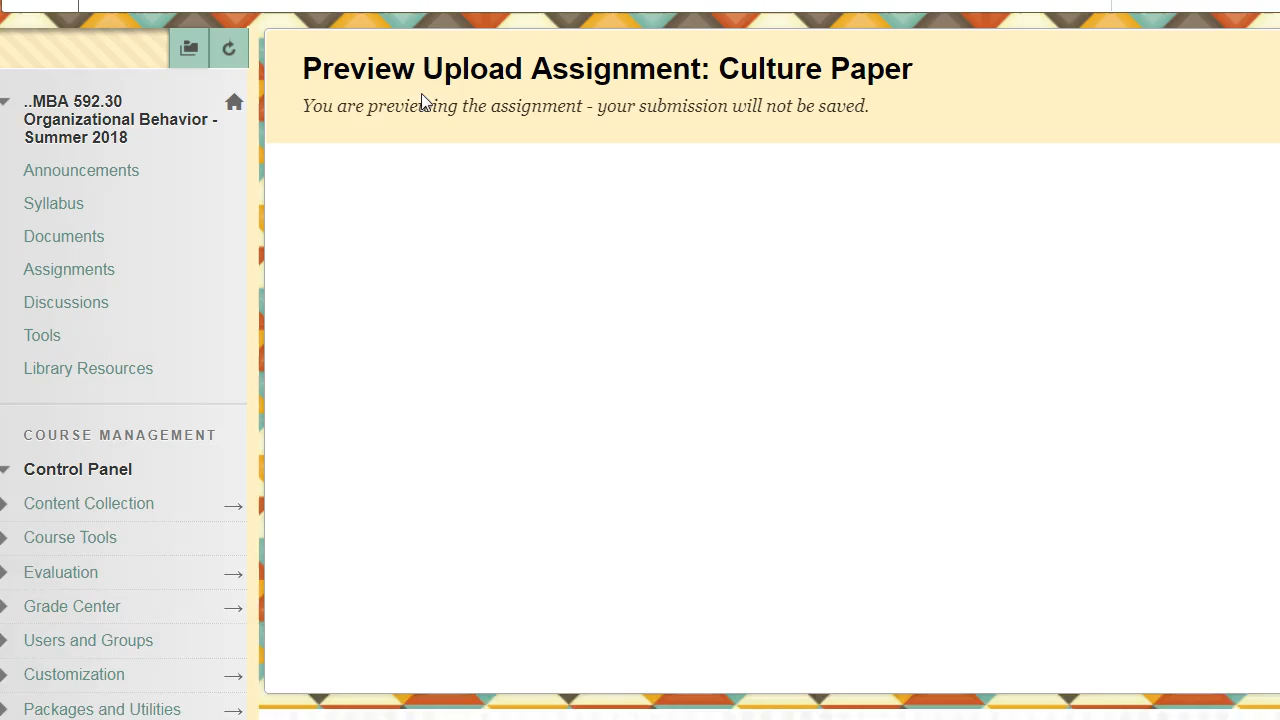 ..MBA 592.30
Organizational Behavior -
Summer 2018
Announcements
Syllabus
Documents
Assignments
Discussions
Tools
Library Resources
COURSE MANAGEMENT
Control Panel
Content Collection
Course Tools
Evaluation
Grade Center
Users and Groups
Customization
Packages and Utilities
Preview Upload Assignment: Culture Paper
You are previewing the assignment - your submission will not be saved.